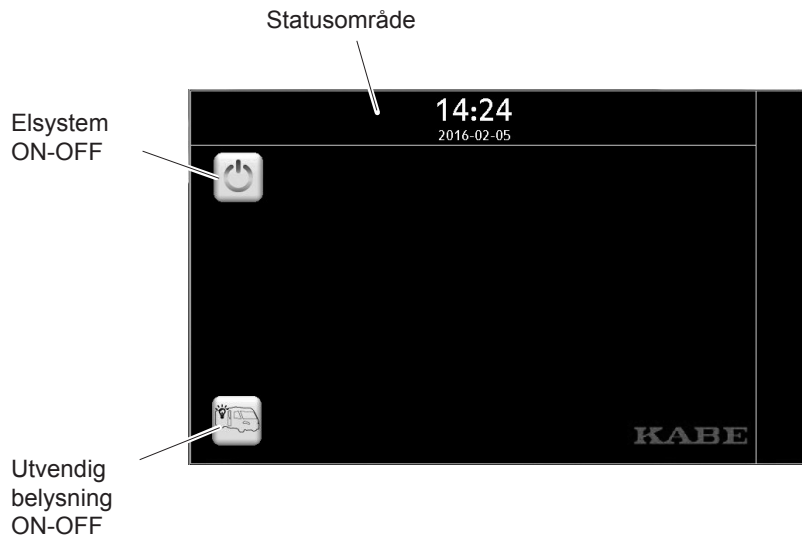 Statusområde
14:24
2016-02-05
Elsystem
ON-OFF
KABE
Utvendig
belysning
ON-OFF